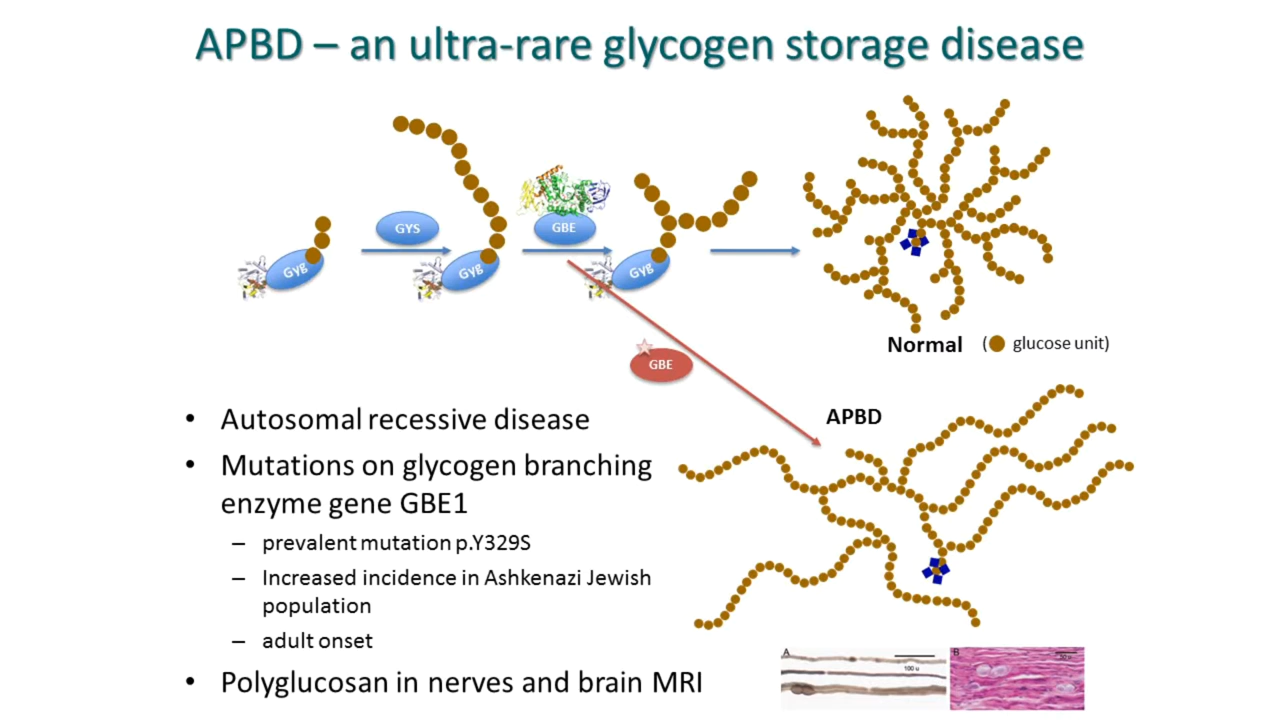 APBD – an ultra-rare glycogen storage disease
GYS
GBE
Gyg
Gyg
Gyg
Normal
( glucose unit)
GBE
APBD
• Autosomal recessive disease
• Mutations on glycogen branching
enzyme gene GBE1
– prevalent mutation p.Y329S
– Increased incidence in Ashkenazi Jewish
population
– adult onset
• Polyglucosan in nerves and brain MRI
A
100 u
B